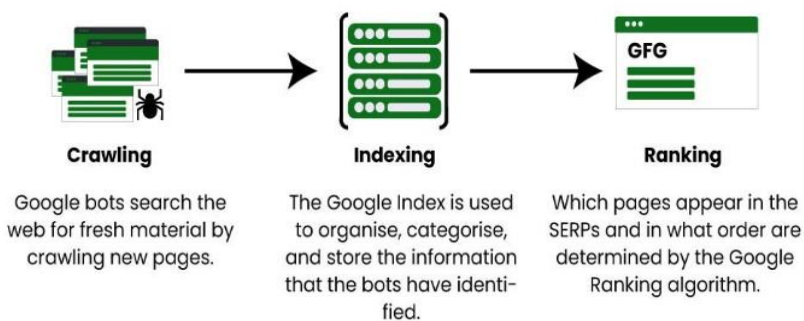 GFG
Crawling
Google bots search the
web for fresh material by
crawling new pages.
Indexing
The Google Index is used
to organise, categorise,
and store the information
that the bots have identi-
fied.
Ranking
Which pages appear in the
SERPs and in what order are
determined by the Google
Ranking algorithm.